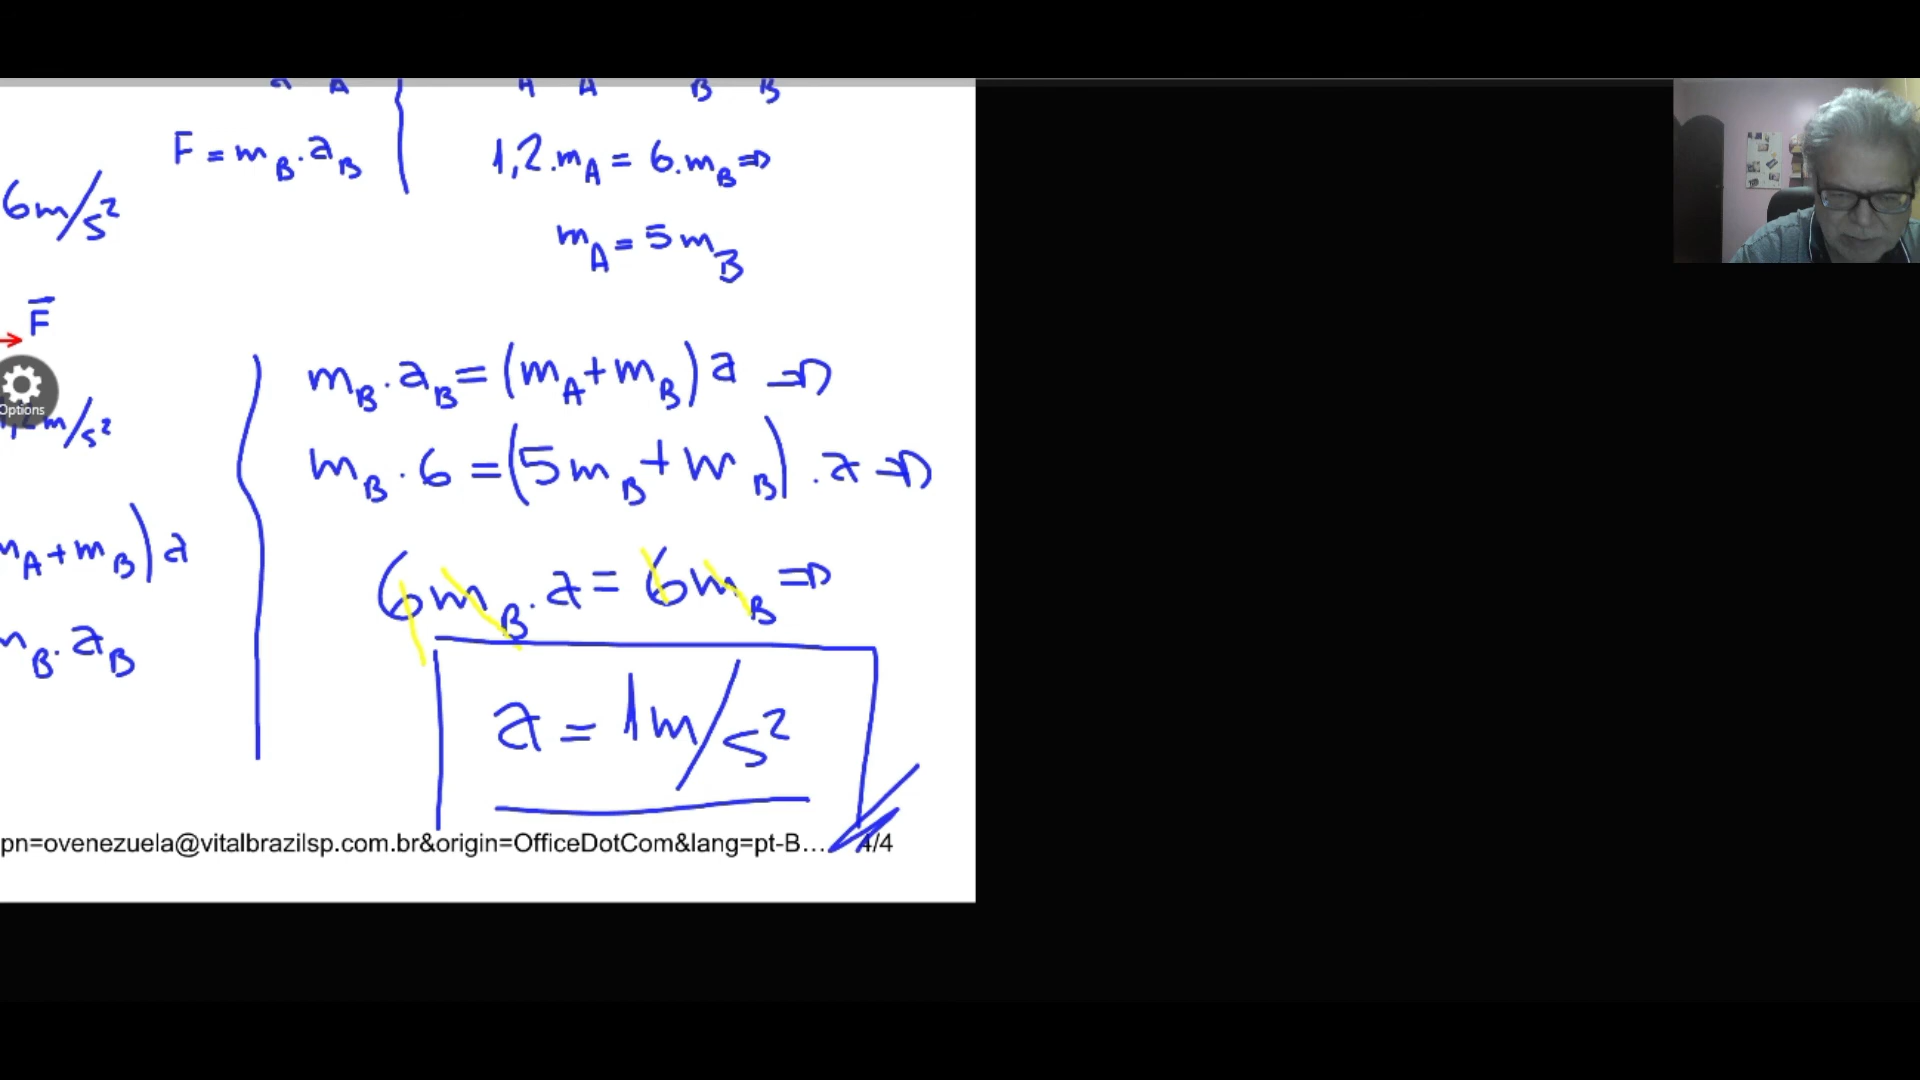 A A B B
F = m_B . a_B
1,2 . m_A = 6 . m_B ⇒
6 m/s²
m_A = 5 m_B
F
Options
m/s²
m_B . a_B = (m_A + m_B) a ⇒
m_B . 6 = (5 m_B + m_B) . a ⇒
m_A + m_B) a
6 m_B . a = 6 m_B ⇒
m_B . a_B
a = 1 m/s²
pn=ovenezuela@vitalbrazilsp.com.br&origin=OfficeDotCom&lang=pt-B… 4/4